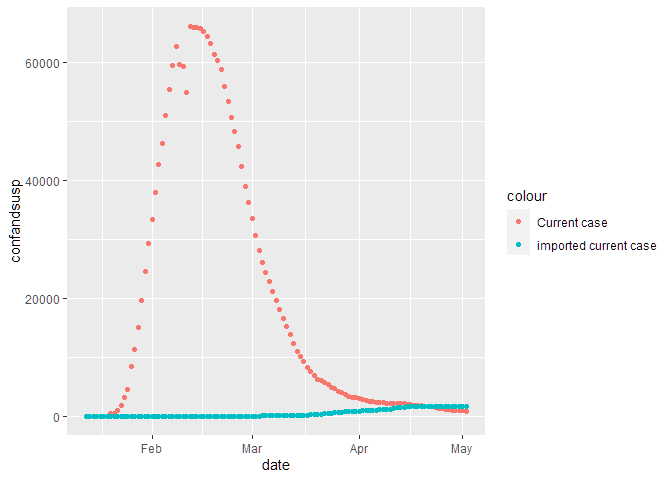 60000
40000
20000
0
confandsusp
Feb
Mar
Apr
May
date
colour
Current case
imported current case